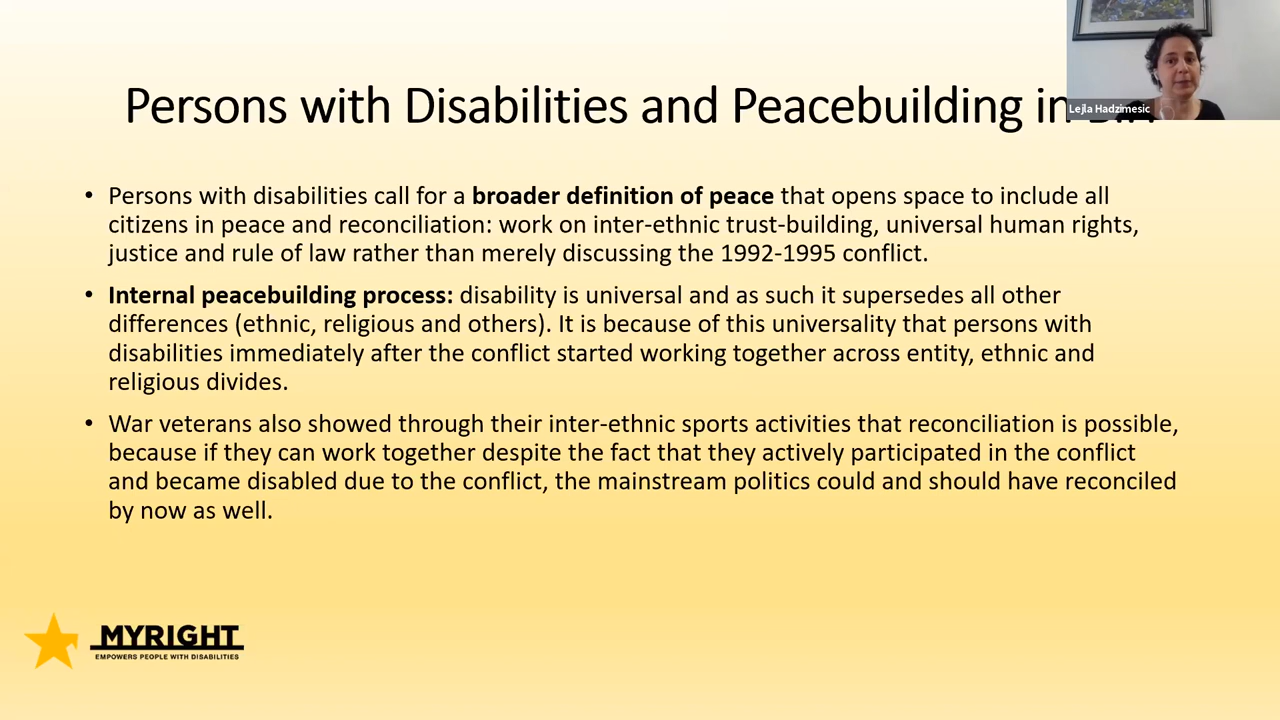 Persons with Disabilities and Peacebuilding in
Lejla Hadzimesic
• Persons with disabilities call for a broader definition of peace that opens space to include all
citizens in peace and reconciliation: work on inter-ethnic trust-building, universal human rights,
justice and rule of law rather than merely discussing the 1992-1995 conflict.
• Internal peacebuilding process: disability is universal and as such it supersedes all other
differences (ethnic, religious and others). It is because of this universality that persons with
disabilities immediately after the conflict started working together across entity, ethnic and
religious divides.
• War veterans also showed through their inter-ethnic sports activities that reconciliation is possible,
because if they can work together despite the fact that they actively participated in the conflict
and became disabled due to the conflict, the mainstream politics could and should have reconciled
by now as well.
MYRIGHT
EMPOWERS PEOPLE WITH DISABILITIES